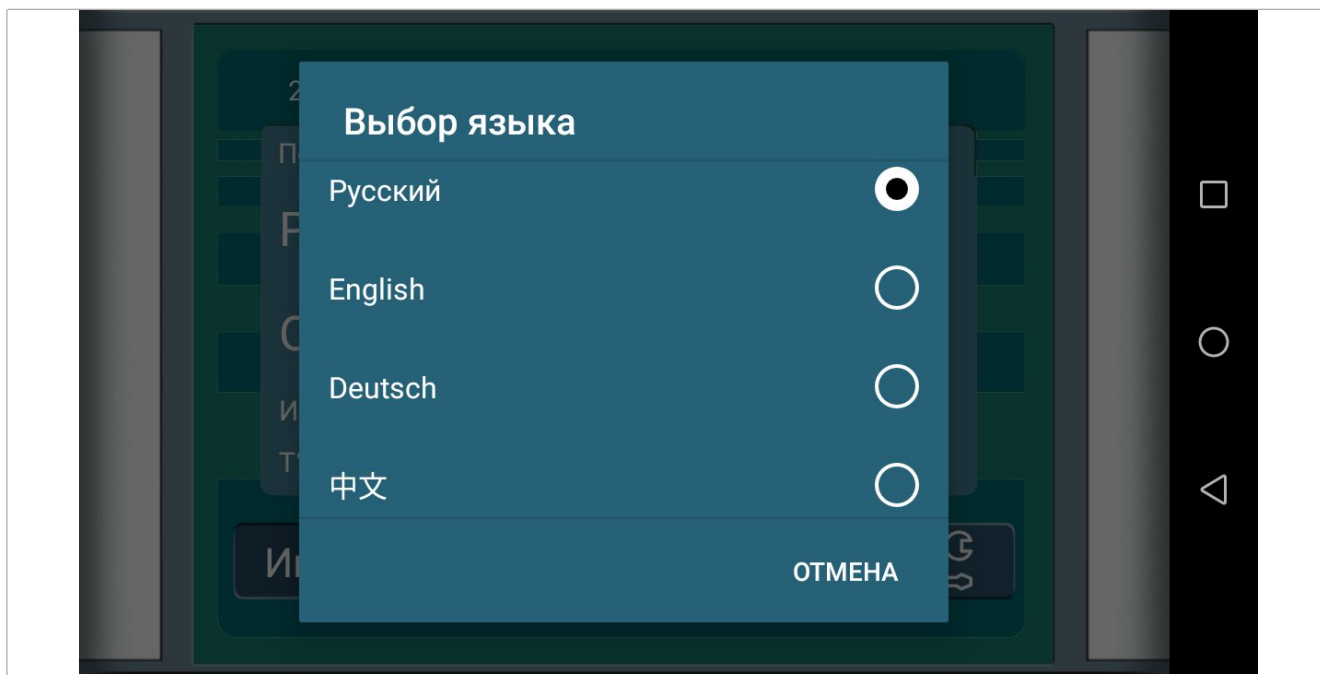 Выбор языка
Русский
English
Deutsch
中文
ОТМЕНА